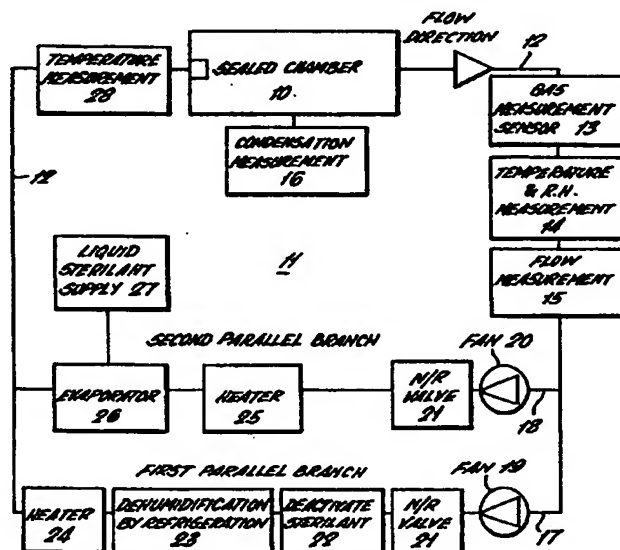 FLOW
DIRECTION
12
TEMPERATURE
MEASUREMENT
28
SEALED CHAMBER
10.
GAS
MEASUREMENT
SENSOR 13
CONDENSATION
MEASUREMENT
16
TEMPERATURE
& R.H.
MEASUREMENT
14
12
LIQUID
STERILANT
SUPPLY 27
11
FLOW
MEASUREMENT
15
SECOND PARALLEL BRANCH
FAN 20
EVAPORATOR
26
HEATER
25
N/R
VALVE
21
18
FIRST PARALLEL BRANCH
FAN 19
HEATER
24
DEHUMIDIFICATION
BY REFRIGERATION
23
DEACTIVATE
STERILANT
22
N/R
VALVE
21
17